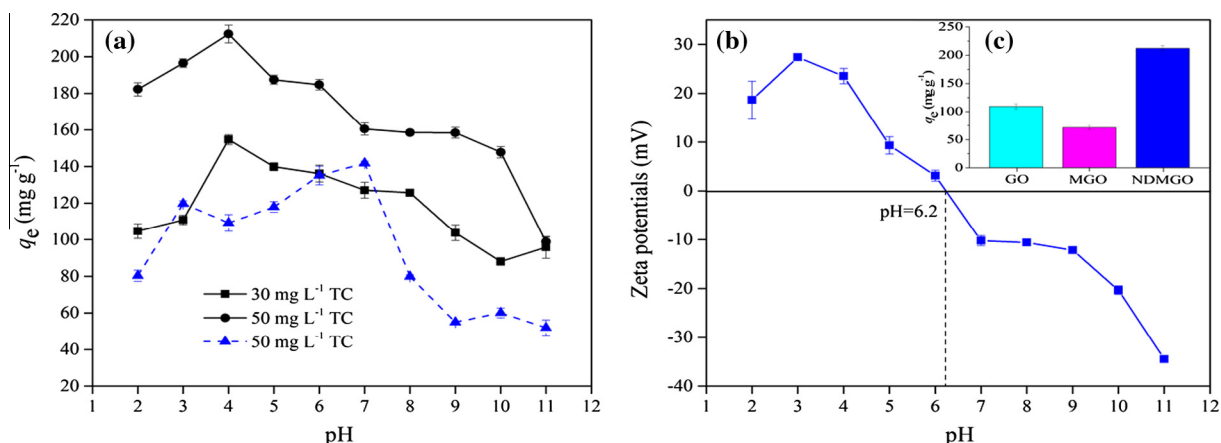 (a)
220
200
180
160
140
120
100
80
60
40
20
qe (mg g-1)
30 mg L-1 TC
50 mg L-1 TC
50 mg L-1 TC
1 2 3 4 5 6 7 8 9 10 11 12
pH
(b)
30
20
10
0
-10
-20
-30
-40
Zeta potentials (mV)
pH=6.2
1 2 3 4 5 6 7 8 9 10 11 12
pH
(c)
250
200
150
100
50
0
qe (mg g-1)
GO MGO NDMGO